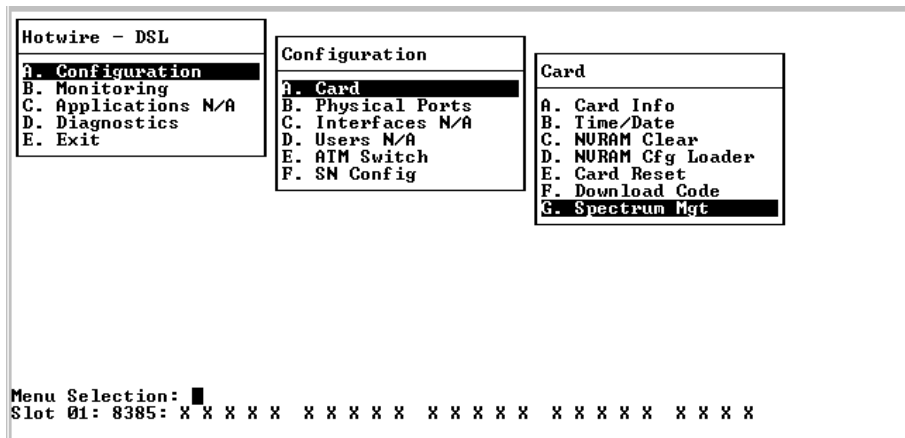 Hotwire - DSL
A. Configuration
B. Monitoring
C. Applications N/A
D. Diagnostics
E. Exit
Configuration
A. Card
B. Physical Ports
C. Interfaces N/A
D. Users N/A
E. ATM Switch
F. SN Config
Card
A. Card Info
B. Time/Date
C. NVRAM Clear
D. NVRAM Cfg Loader
E. Card Reset
F. Download Code
G. Spectrum Mgt
Menu Selection:
Slot 01: 8385: X X X X X  X X X X X  X X X X X  X X X X X  X X X X